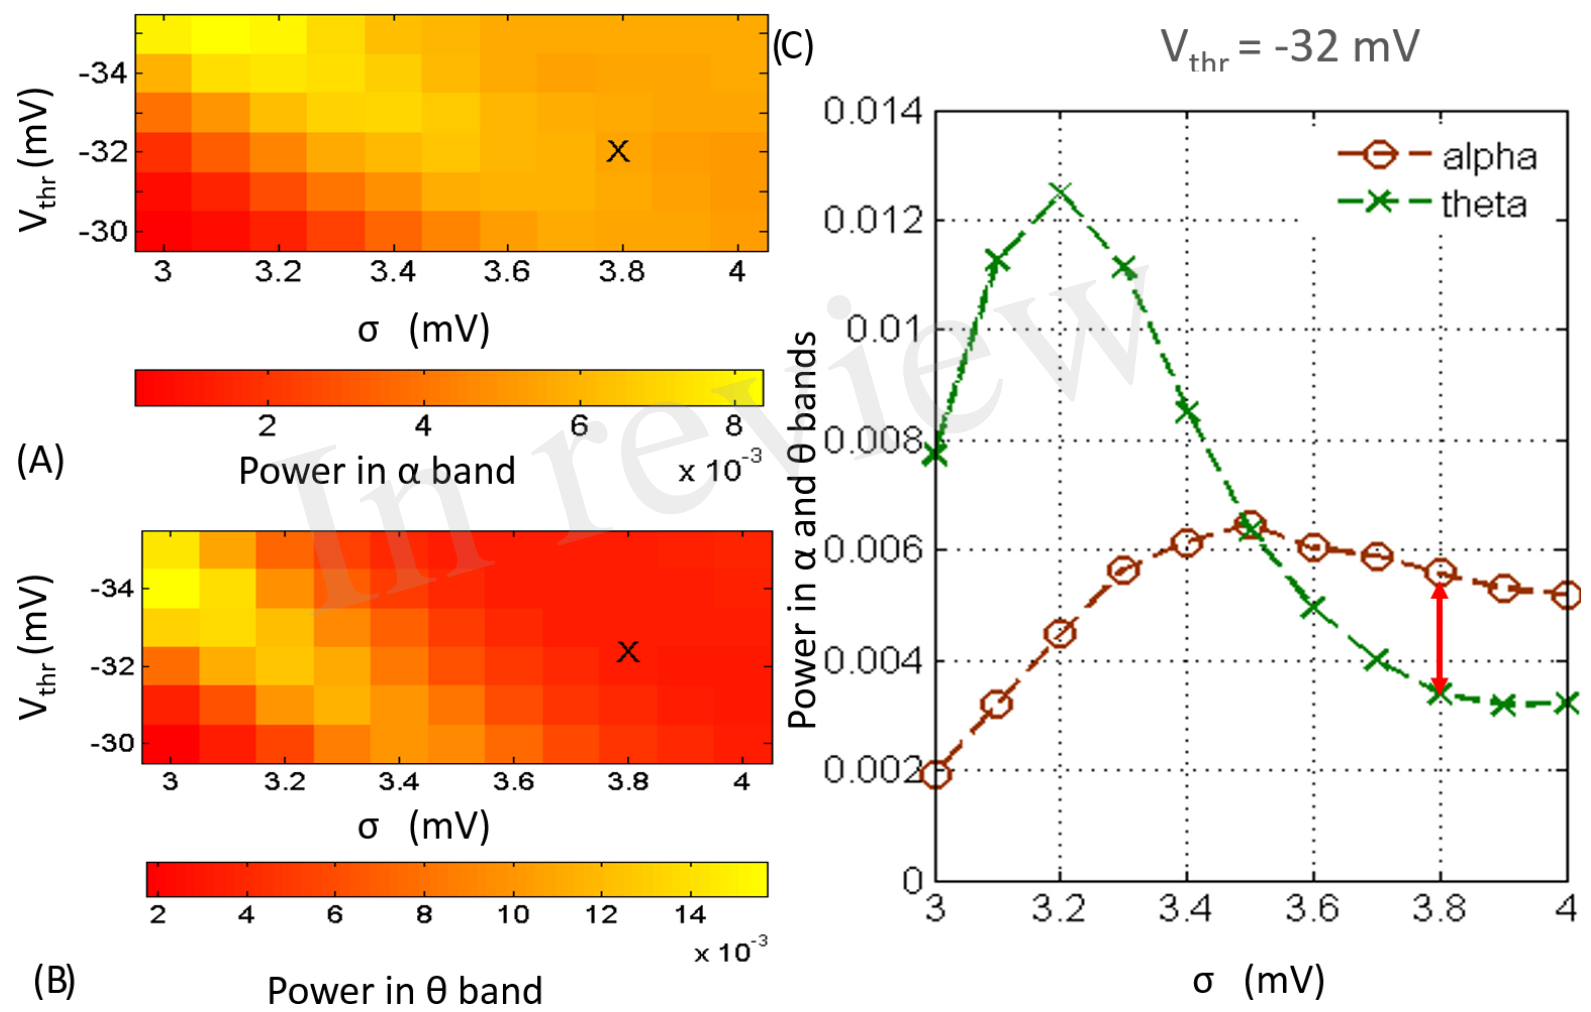 -34
-32
-30
V_thr (mV)
X
3 3.2 3.4 3.6 3.8 4
σ (mV)
2 4 6 8
x 10^-3
(A)
Power in α band
-34
-32
-30
V_thr (mV)
X
3 3.2 3.4 3.6 3.8 4
σ (mV)
2 4 6 8 10 12 14
x 10^-3
(B)
Power in θ band
(C)
V_thr = -32 mV
0.014
0.012
0.01
0.008
0.006
0.004
0.002
0
Power in α and θ bands
alpha
theta
3 3.2 3.4 3.6 3.8 4
σ (mV)
In review